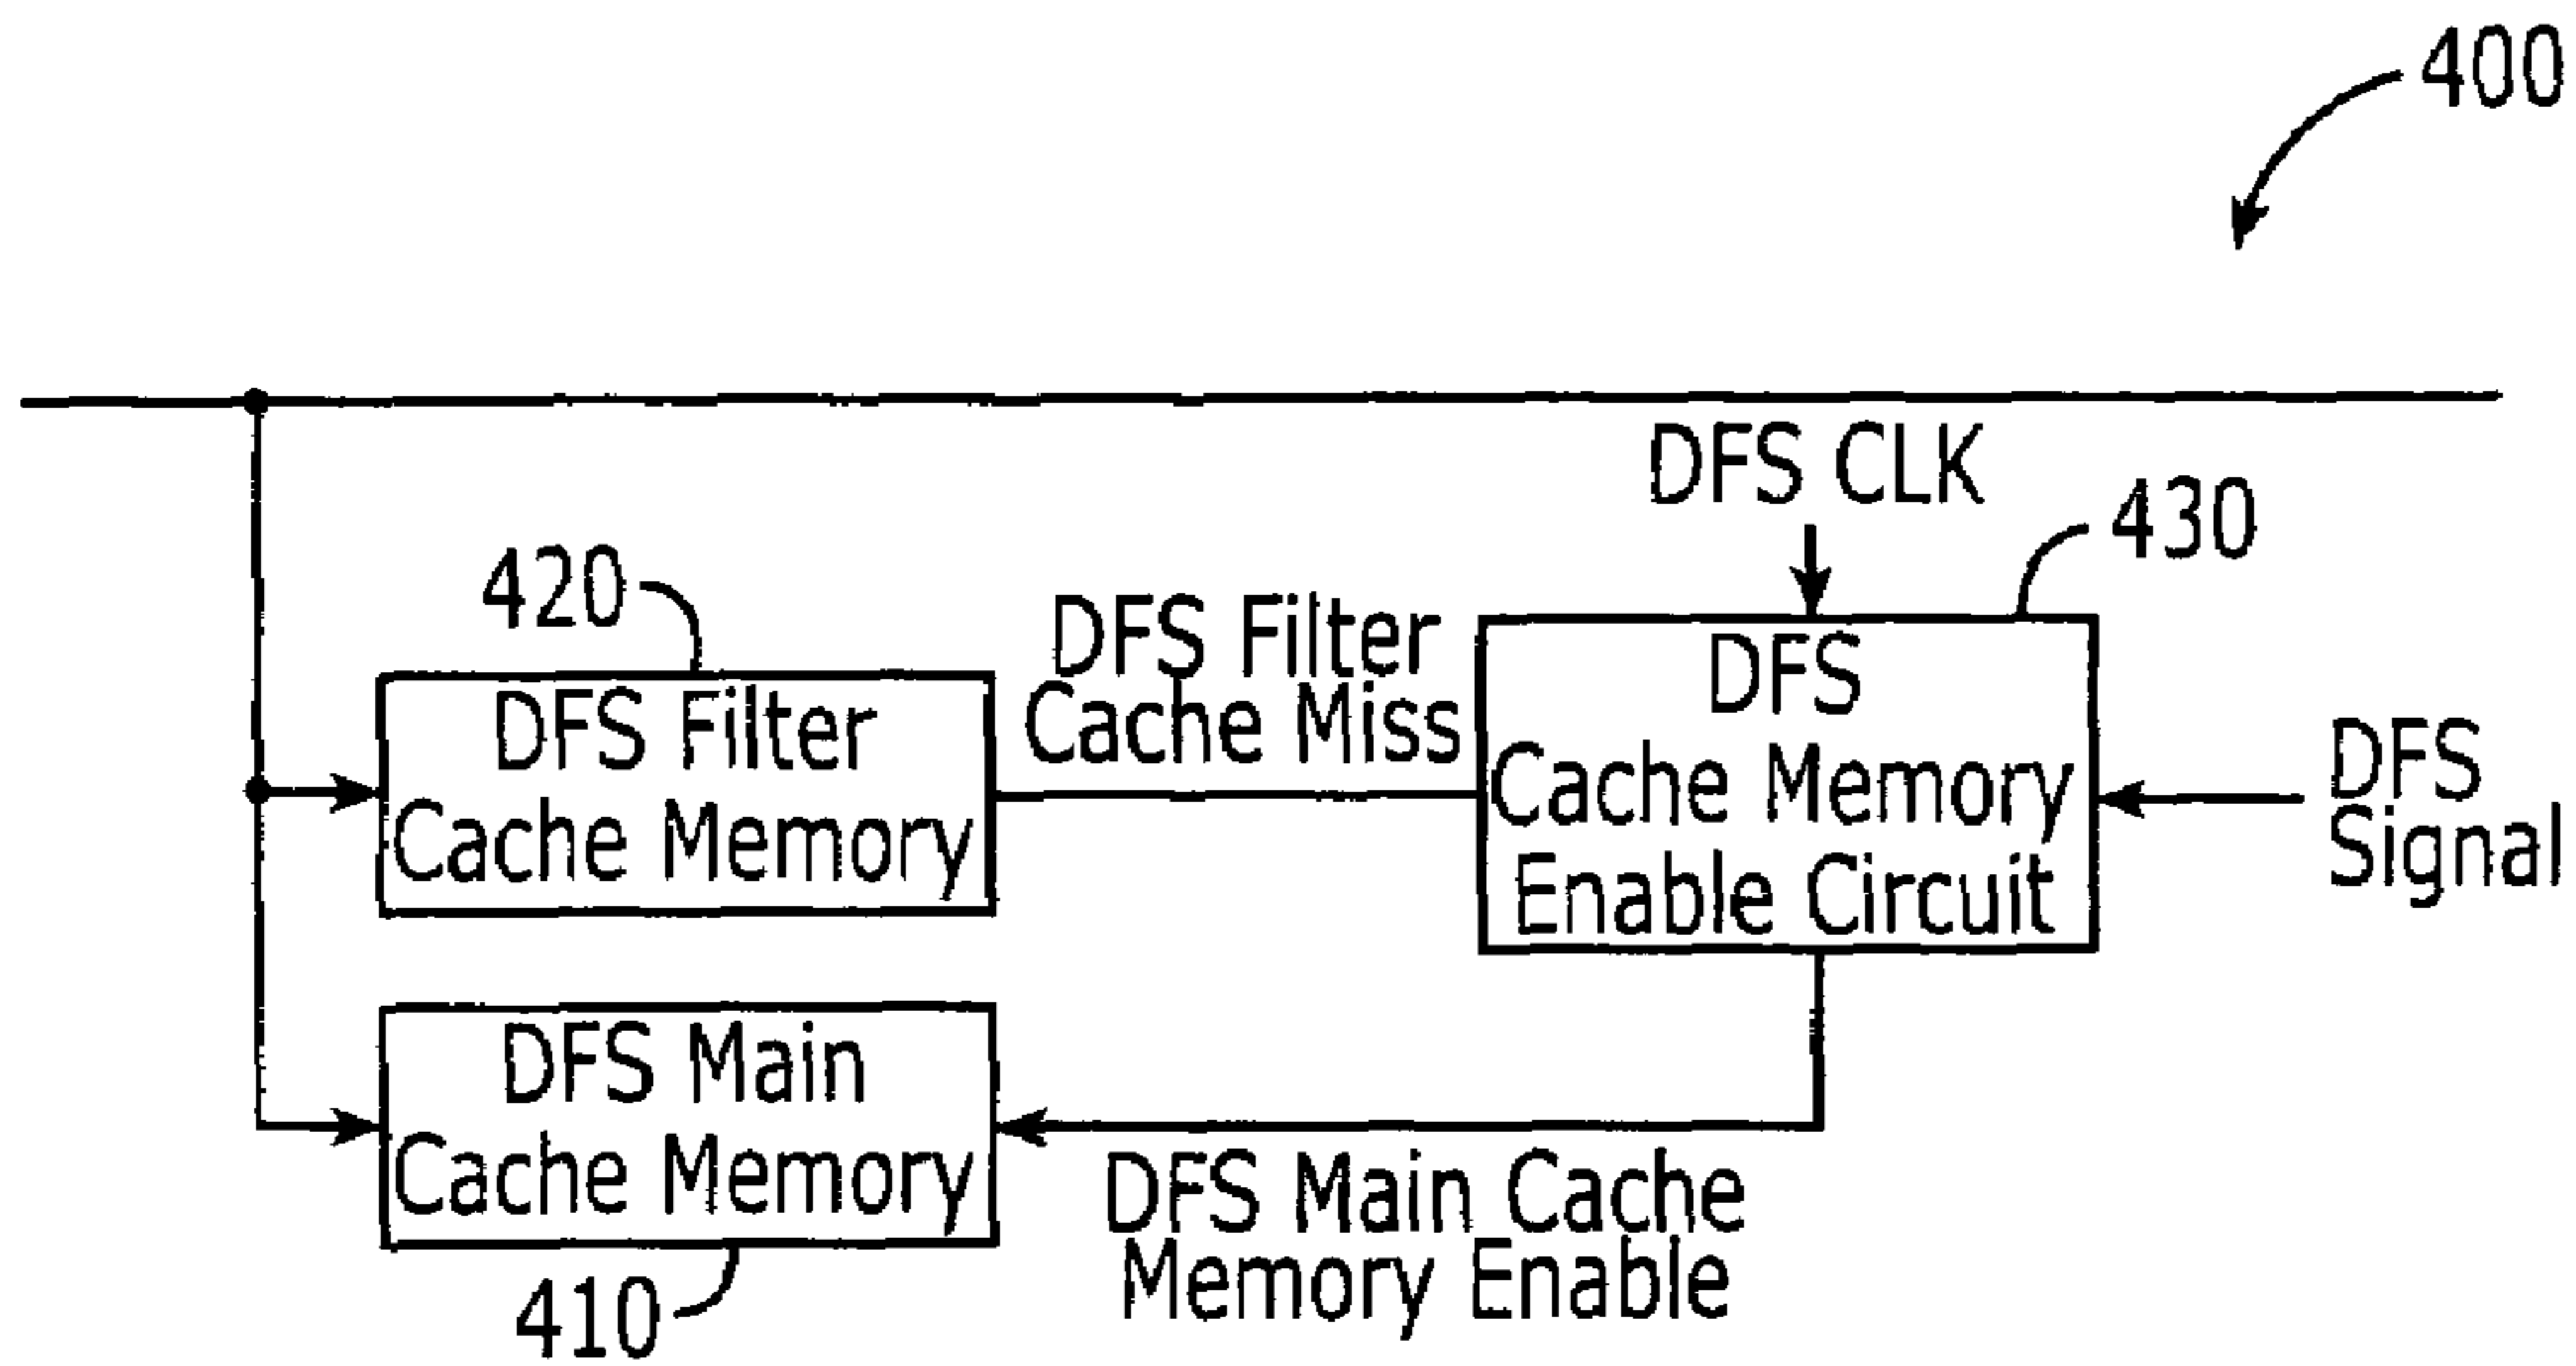 400
DFS CLK
430
420
DFS Filter
Cache Miss
DFS
Cache Memory
Enable Circuit
DFS Filter
Cache Memory
DFS
Signal
DFS Main
Cache Memory
DFS Main Cache
Memory Enable
410